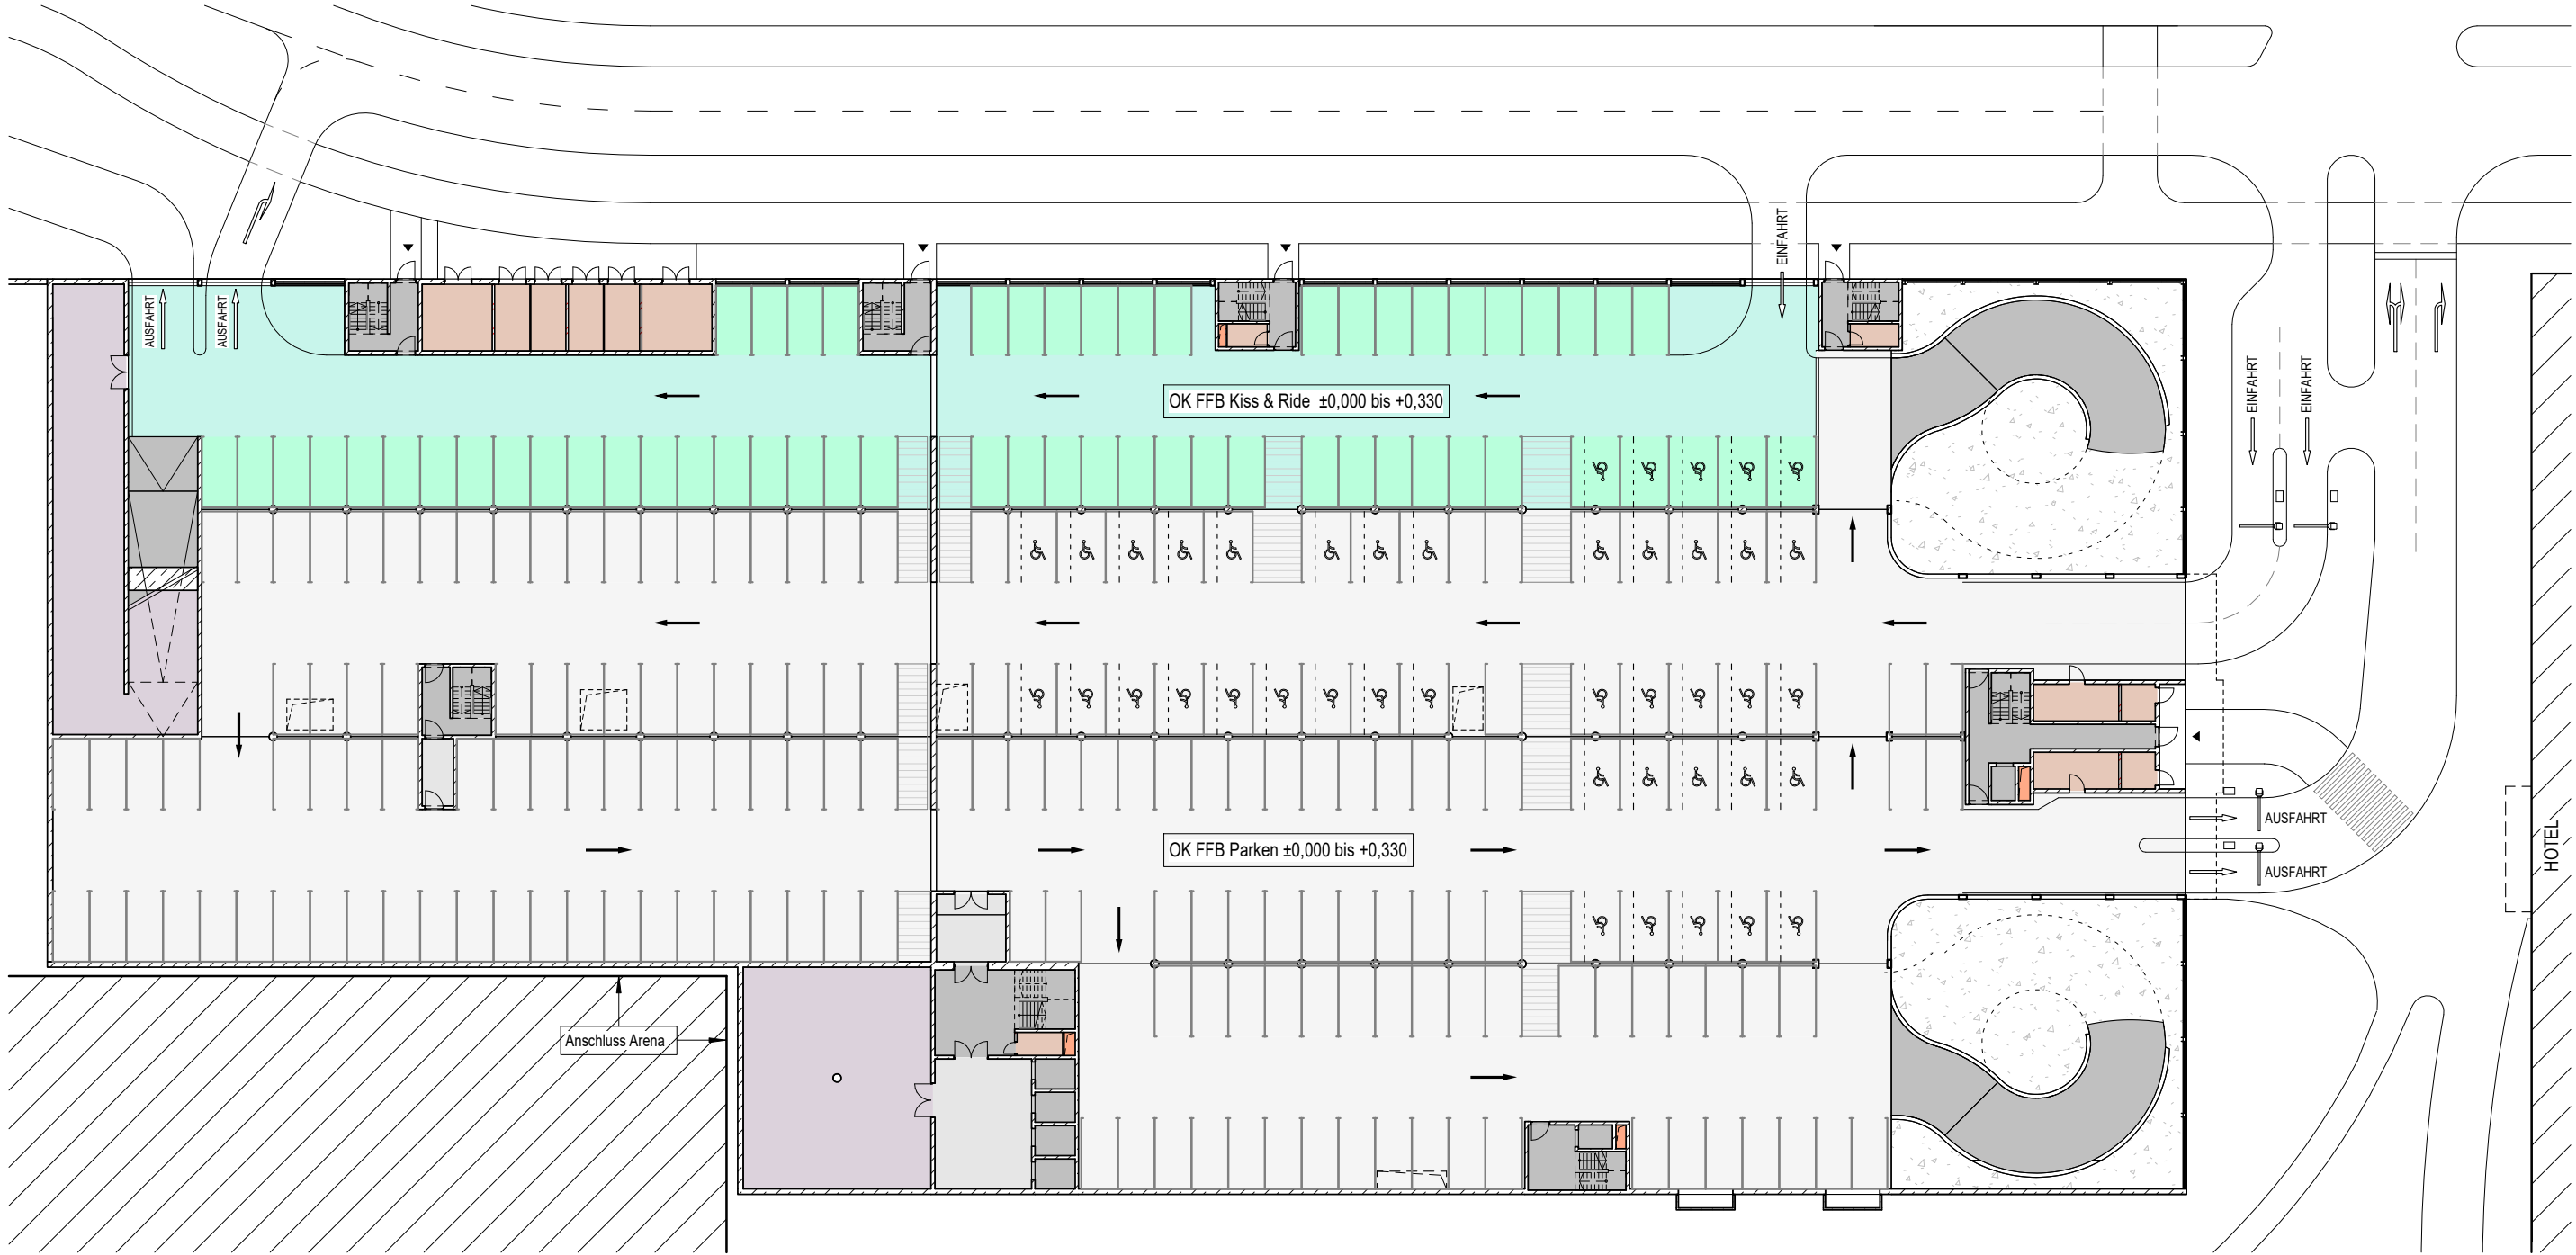 EINFAHRT
AUSFAHRT
AUSFAHRT
OK FFB Kiss & Ride ±0,000 bis +0,330
EINFAHRT
EINFAHRT
AUSFAHRT
OK FFB Parken ±0,000 bis +0,330
AUSFAHRT
HOTEL
Anschluss Arena